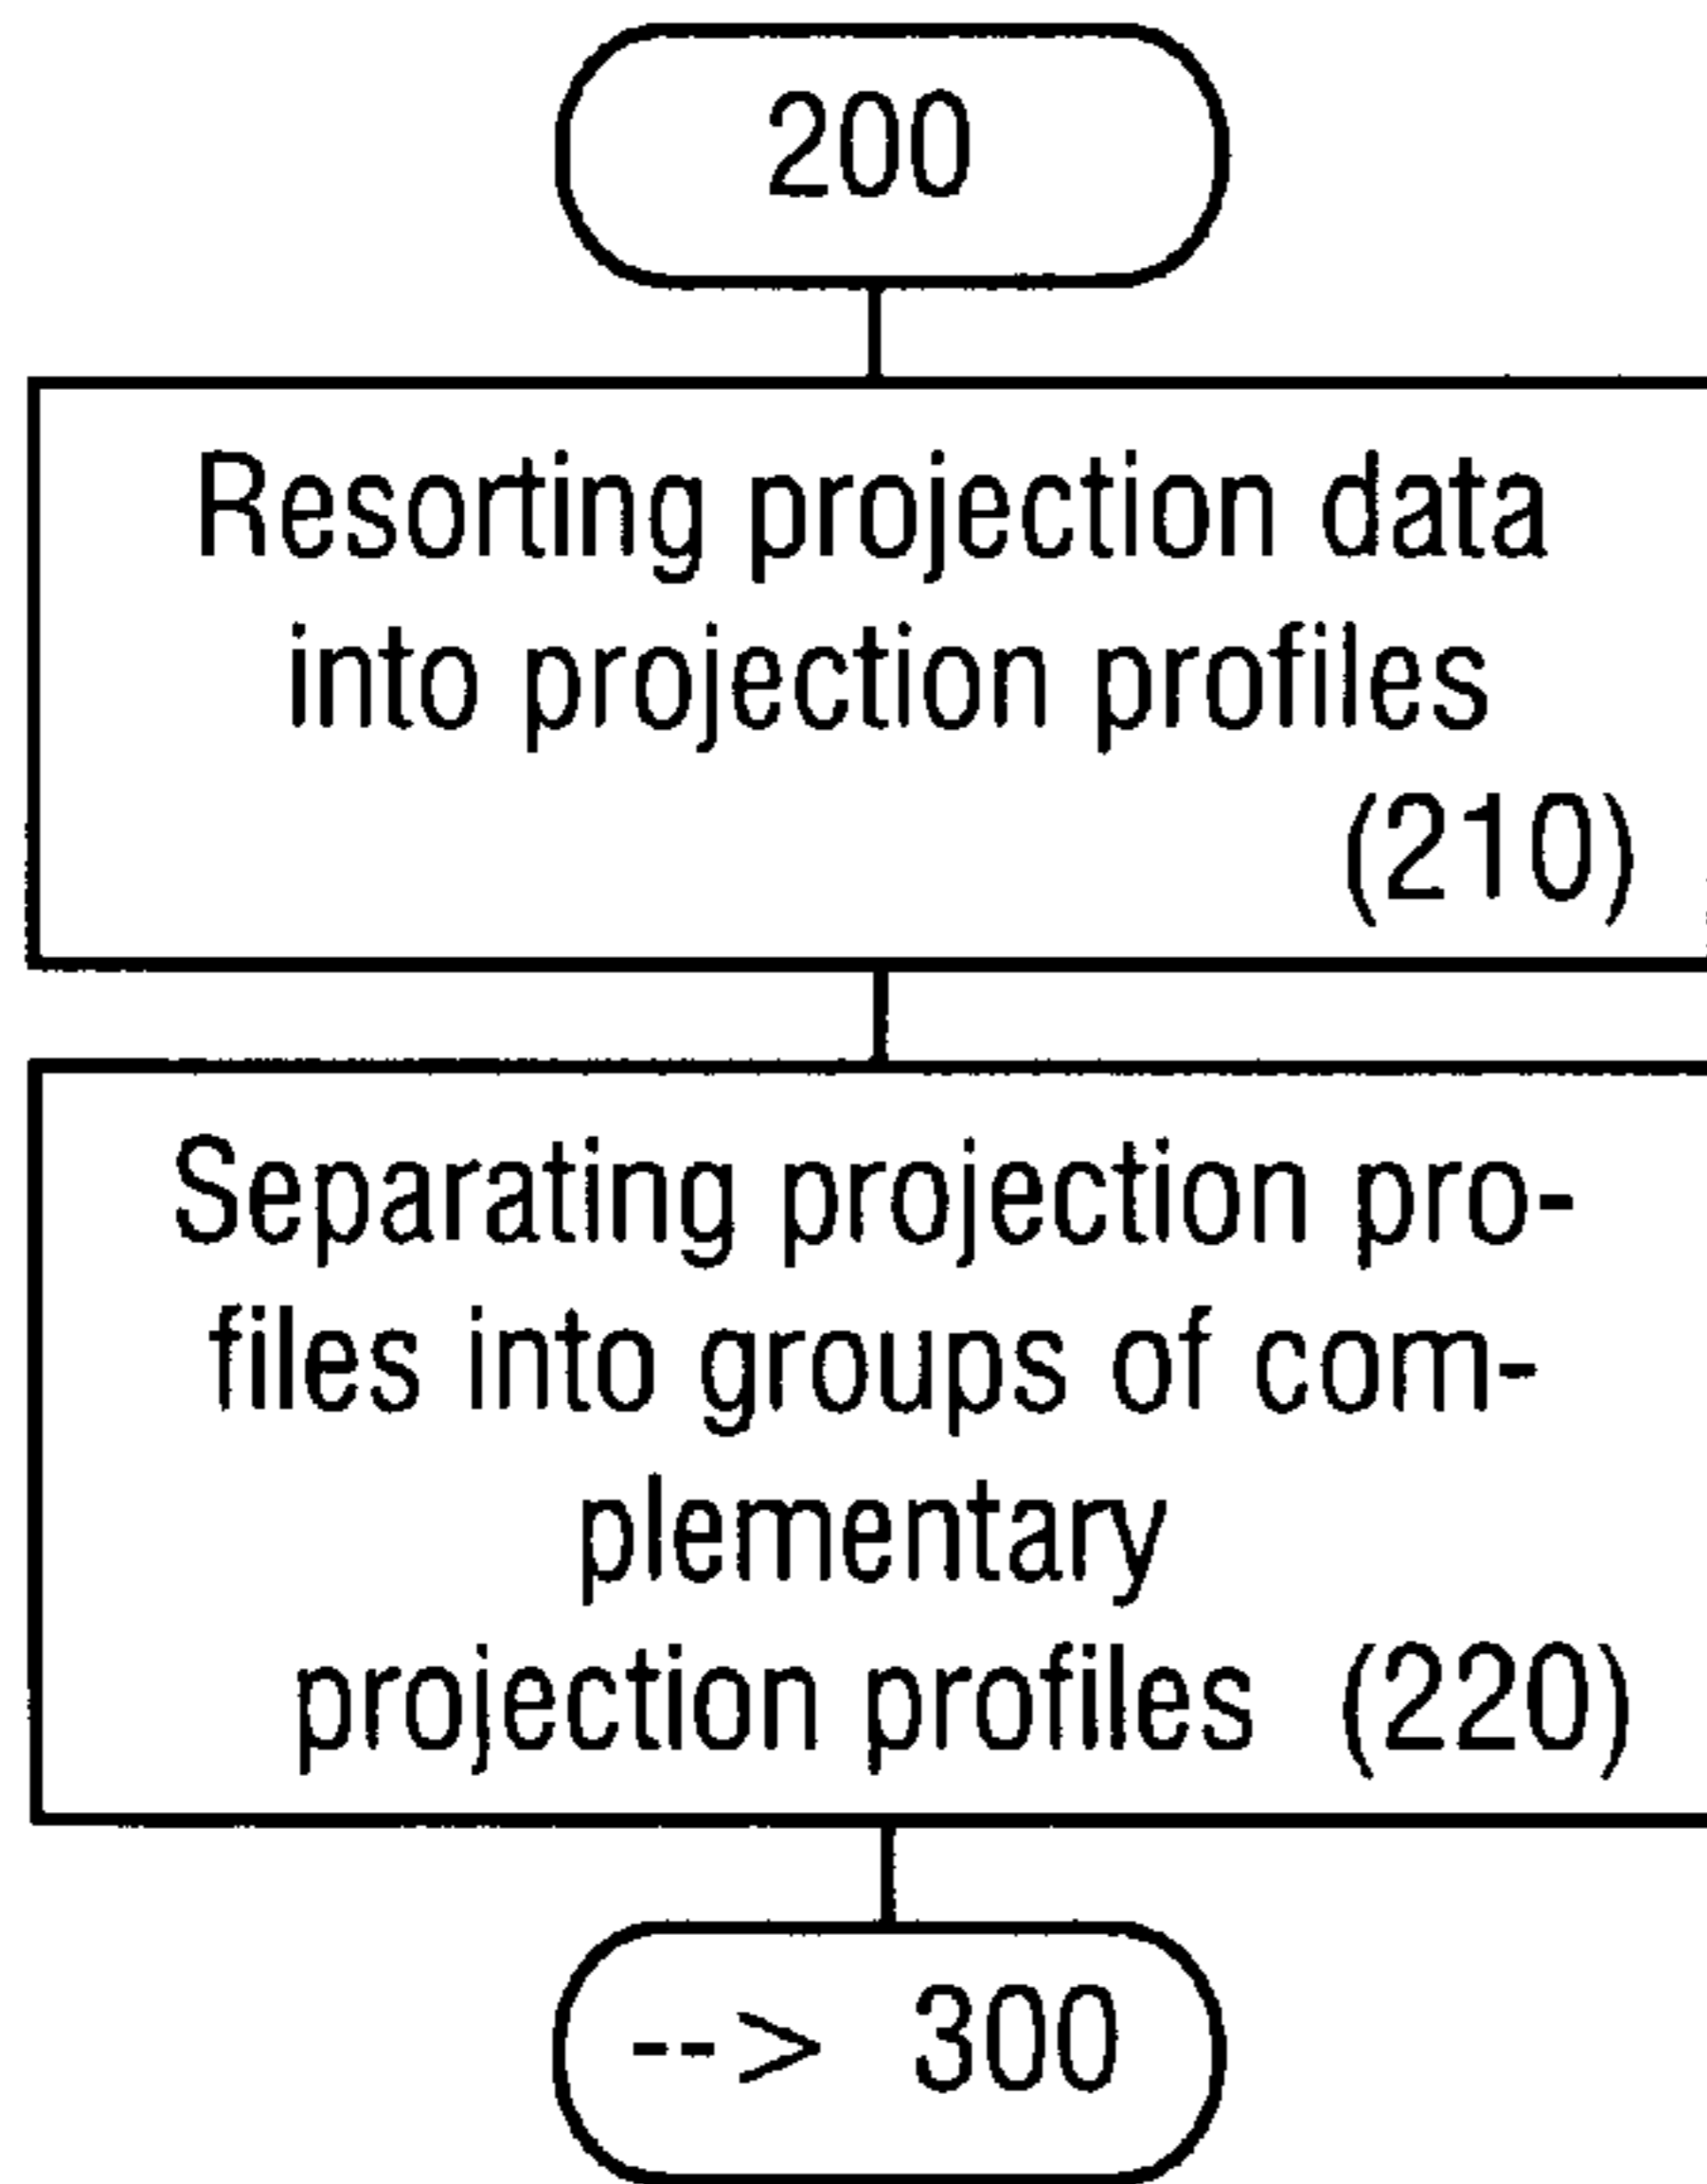 200
Resorting projection data
into projection profiles
(210)
Separating projection pro-
files into groups of com-
plementary
projection profiles (220)
--> 300